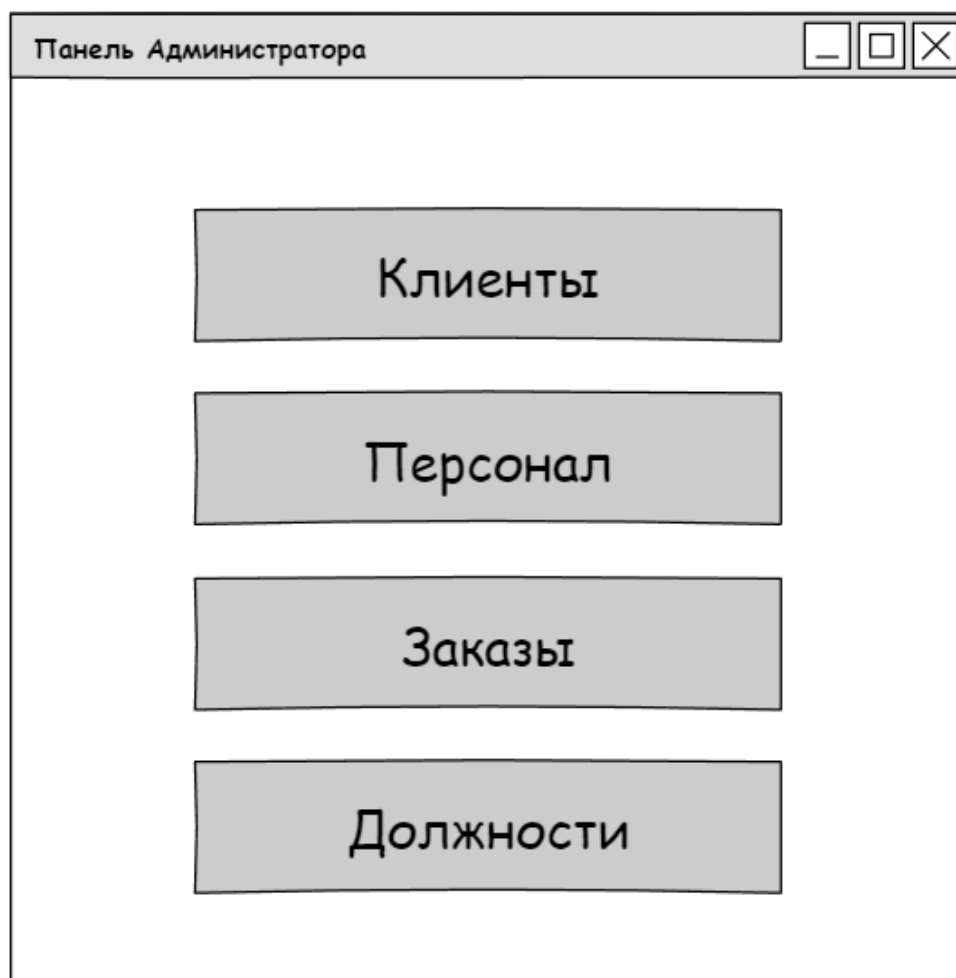 Панель Администратора
Клиенты
Персонал
Заказы
Должности